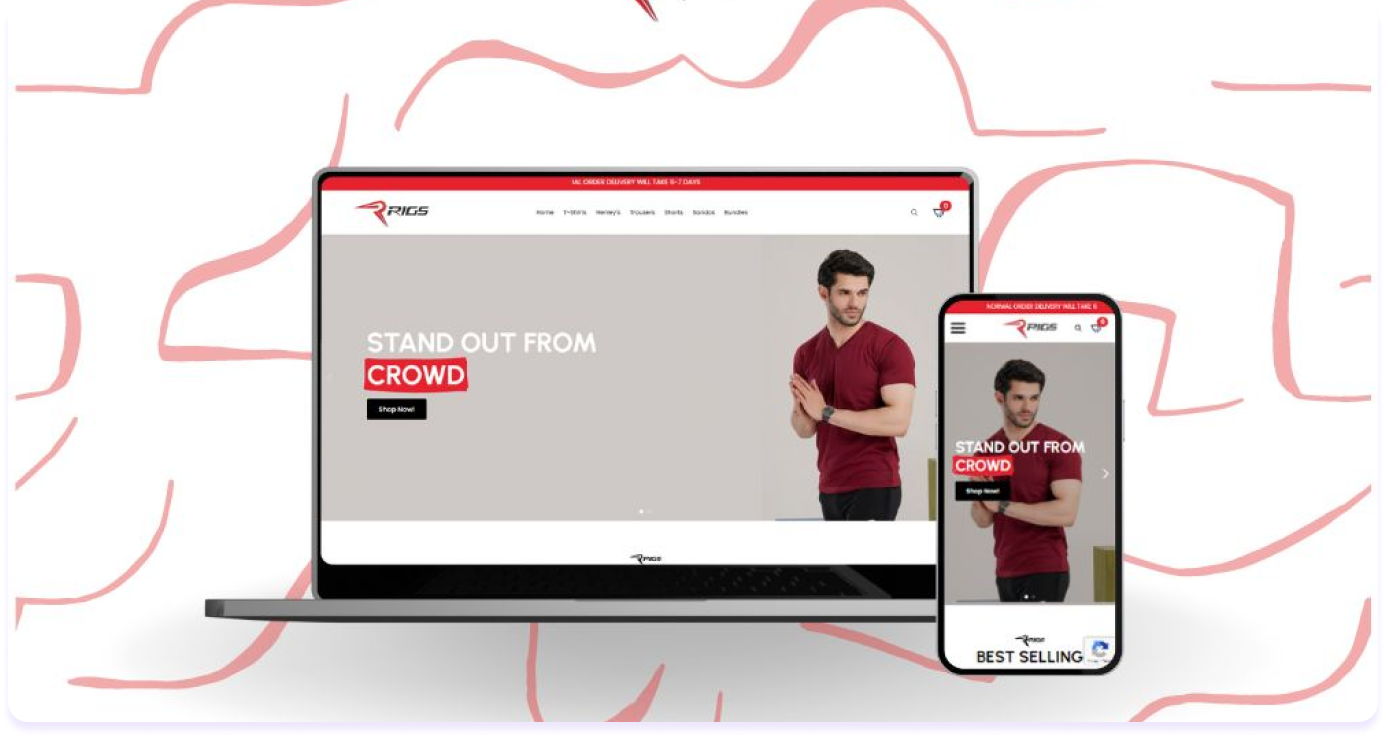 AL ORDER DELIVERY WILL TAKE 5-7 DAYS
RIGS
Home T-Shirts Henley's Trousers Shorts Sandos Bundles
0
STAND OUT FROM
CROWD
Shop Now!
RIGS
NORMAL ORDER DELIVERY WILL TAKE
RIGS
0
STAND OUT FROM
CROWD
Shop Now!
RIGS
BEST SELLING